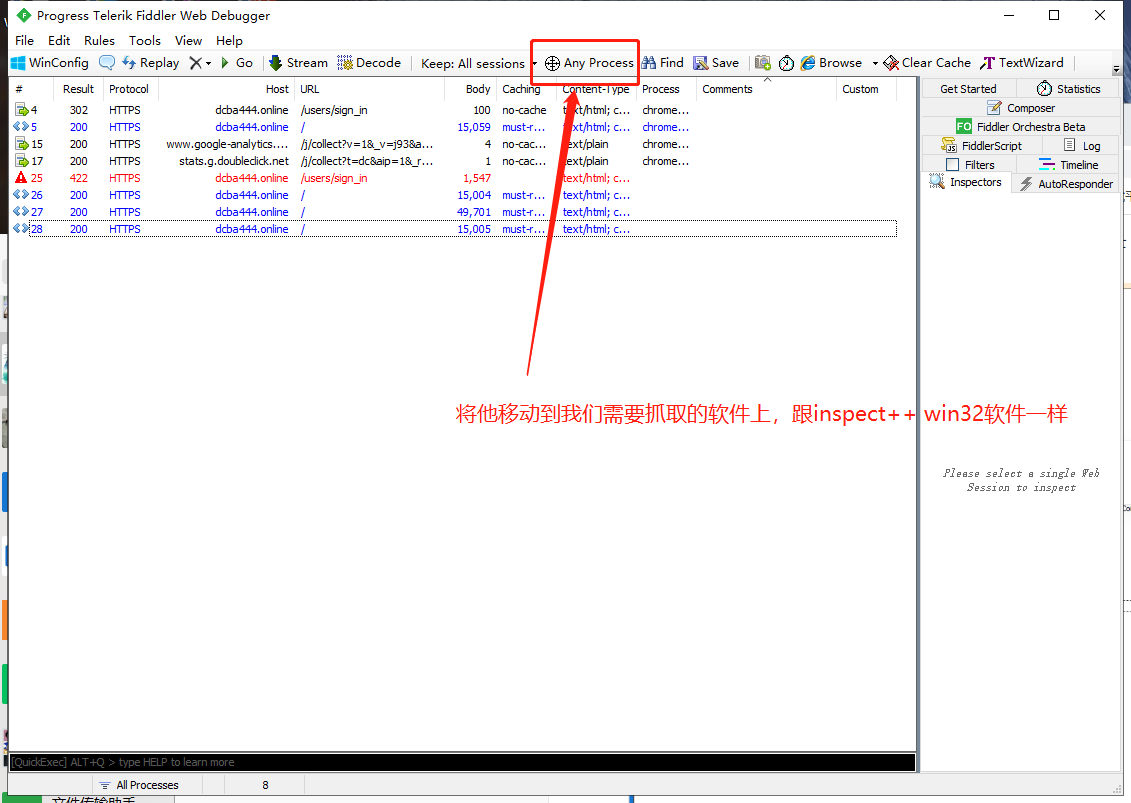 Progress Telerik Fiddler Web Debugger
File Edit Rules Tools View Help
WinConfig Replay Go Stream Decode Keep: All sessions Any Process Find Save Browse Clear Cache TextWizard
# Result Protocol Host URL Body Caching Content-Type Process Comments Custom
4 302 HTTPS dcba444.online /users/sign_in 100 no-cache text/html; c... chrome...
5 200 HTTPS dcba444.online / 15,059 must-r... text/html; c... chrome...
15 200 HTTPS www.google-analytics.... /j/collect?v=1&_v=j93&a... 4 no-cac... text/plain chrome...
17 200 HTTPS stats.g.doubleclick.net /j/collect?t=dc&aip=1&_r... 1 no-cac... text/plain chrome...
25 422 HTTPS dcba444.online /users/sign_in 1,547 text/html; c...
26 200 HTTPS dcba444.online / 15,004 must-r... text/html; c...
27 200 HTTPS dcba444.online / 49,701 must-r... text/html; c...
28 200 HTTPS dcba444.online / 15,005 must-r... text/html; c...
Get Started Statistics
Composer
FO Fiddler Orchestra Beta
FiddlerScript Log
Filters Timeline
Inspectors AutoResponder
将他移动到我们需要抓取的软件上，跟inspect++ win32软件一样
Please select a single Web
Session to inspect
[QuickExec] ALT+Q > type HELP to learn more
All Processes 8
文件传输助手